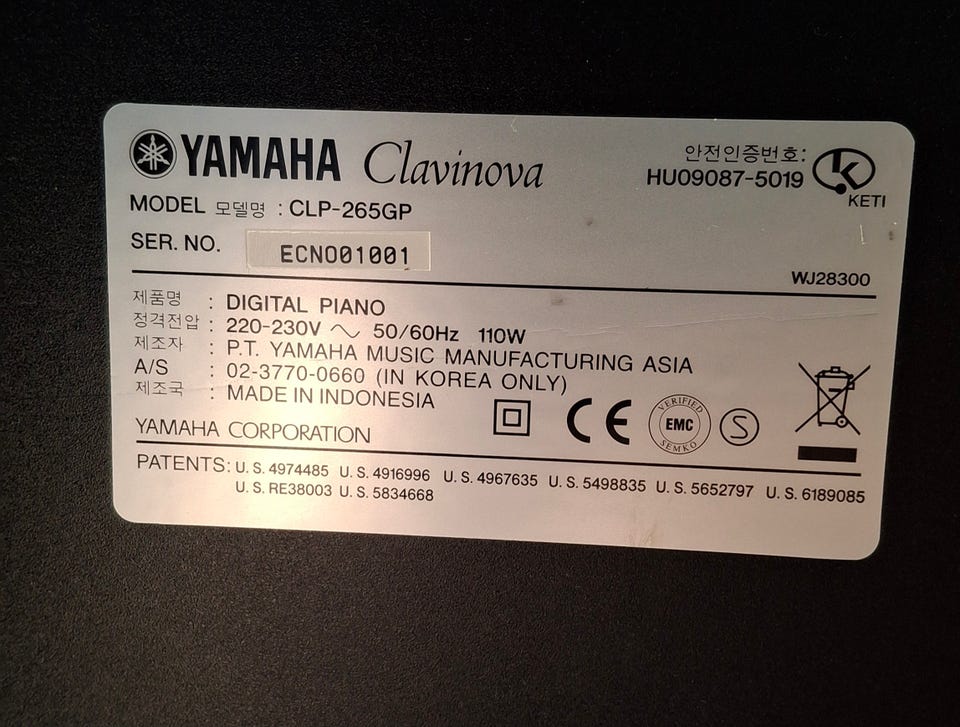 YAMAHA Clavinova
안전인증번호:
HU09087-5019
KETI
MODEL 모델명 : CLP-265GP
SER. NO. ECNO01001
WJ28300
제품명 : DIGITAL PIANO
정격전압 : 220-230V ~ 50/60Hz 110W
제조자 : P.T. YAMAHA MUSIC MANUFACTURING ASIA
A/S : 02-3770-0660 (IN KOREA ONLY)
제조국 : MADE IN INDONESIA
CE
VERIFIED
EMC
SEMKO
S
YAMAHA CORPORATION
PATENTS: U.S. 4974485 U.S. 4916996 U.S. 4967635 U.S. 5498835 U.S. 5652797 U.S. 6189085
U.S. RE38003 U.S. 5834668